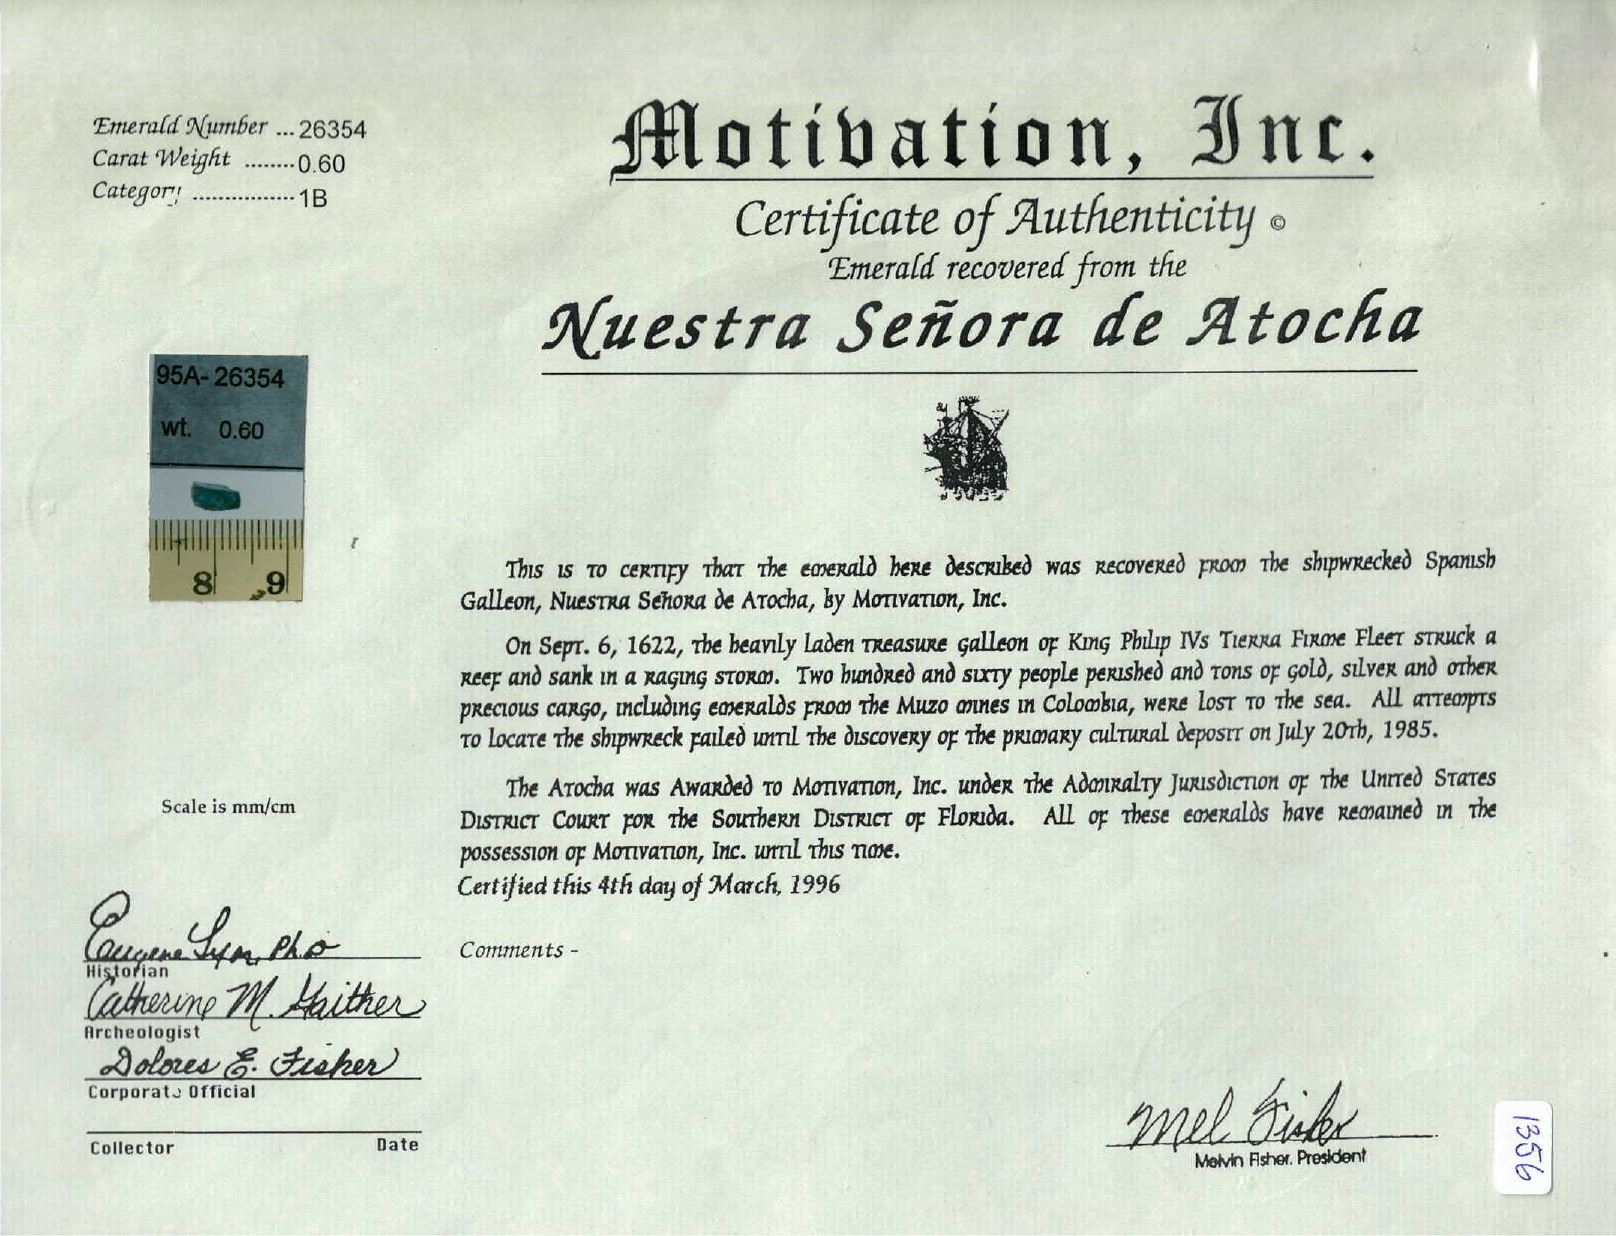 Emerald Number ... 26354
Carat Weight ........ 0.60
Category ................ 1B
Motivation, Inc.
Certificate of Authenticity ©
Emerald recovered from the
Nuestra Señora de Atocha
95A- 26354
wt. 0.60
8 9
This is to certify that the emerald here described was recovered from the shipwrecked Spanish
Galleon, Nuestra Señora de Atocha, by Motivation, Inc.
On Sept. 6, 1622, the heavily laden treasure galleon of King Philip IVs Tierra Firme Fleet struck a
reef and sank in a raging storm. Two hundred and sixty people perished and tons of gold, silver and other
precious cargo, including emeralds from the Muzo mines in Colombia, were lost to the sea. All attempts
to locate the shipwreck failed until the discovery of the primary cultural deposit on July 20th, 1985.
The Atocha was Awarded to Motivation, Inc. under the Admiralty Jurisdiction of the United States
District Court for the Southern District of Florida. All of these emeralds have remained in the
possession of Motivation, Inc. until this time.
Certified this 4th day of March, 1996
Scale is mm/cm
Comments -
Eugene Lyon, Ph.D
Historian
Catherine M. Gaither
Archeologist
Dolores E. Fisher
Corporate Official
Collector Date
Mel Fisher
Melvin Fisher, President
1356